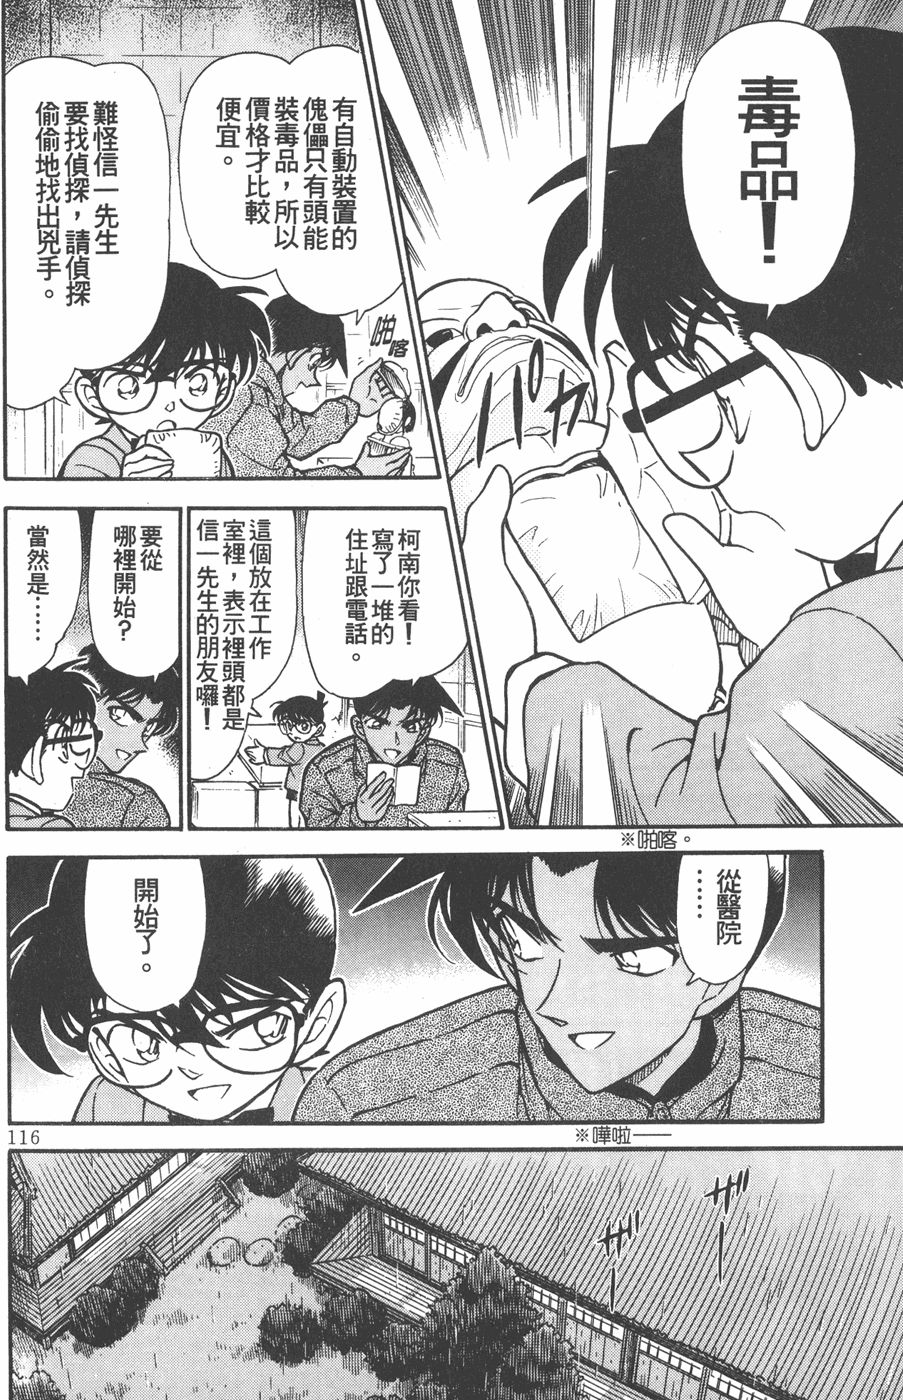 毒品！
パカ
※啪喀。
有自動裝置的
傀儡只有頭能
裝毒品，所以
價格才比較
便宜。
啪喀
難怪信一先生
要找偵探，請偵探
偷偷地找出兇手。
柯南你看！
寫了一堆的
住址跟電話。
這個放在工作
室裡，表示裡頭都是
信一先生的朋友囉！
要從
哪裡開始？
當然是……
從醫院
……
開始了。
※嘩啦——
116
ザザ
ザザ